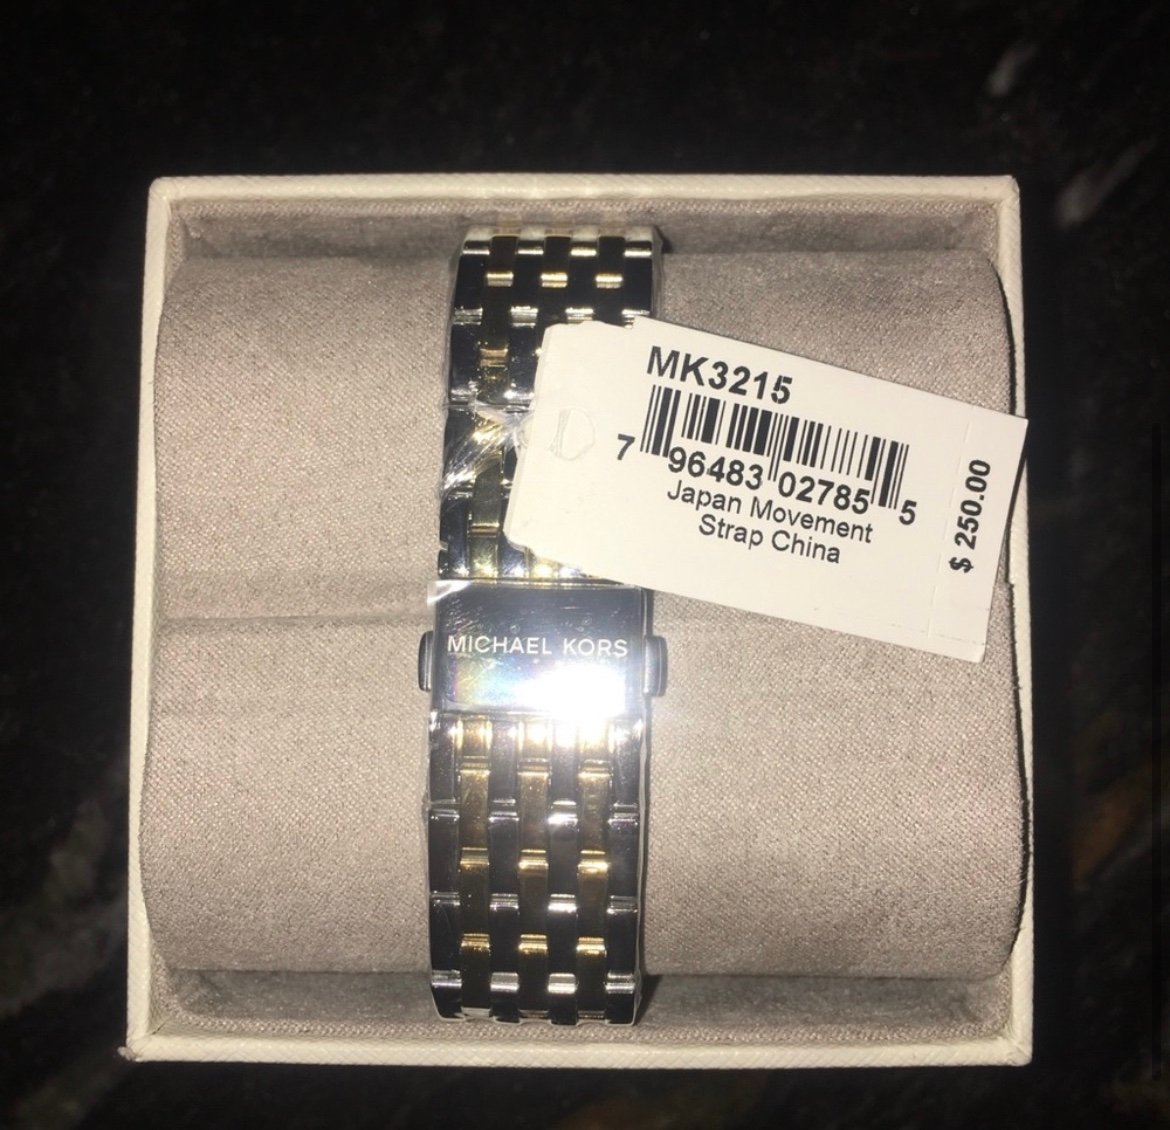 MK3215
7 96483 02785 5
Japan Movement
Strap China
$ 250.00
MICHAEL KORS